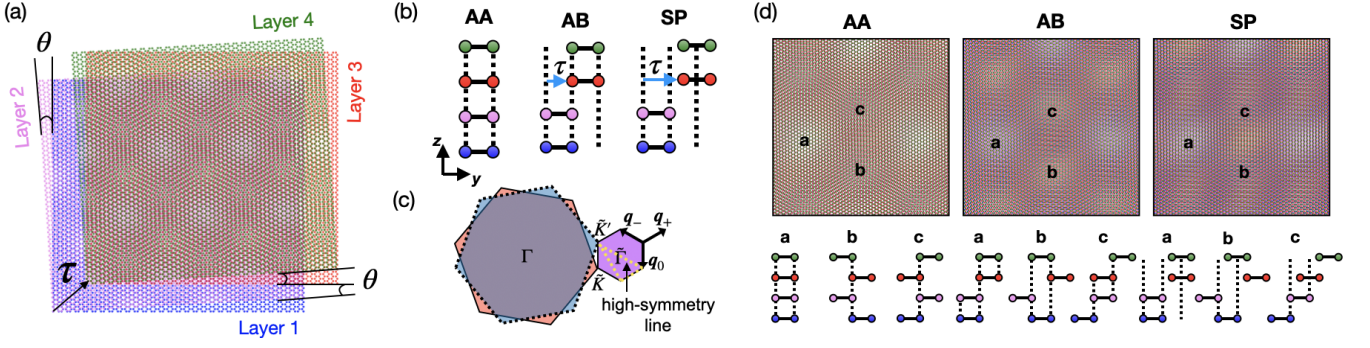 (a)
Layer 4
θ
Layer 2
Layer 3
τ
θ
Layer 1
(b)
AA AB SP
τ τ
z
y
(c)
Γ
K̃′
K̃
Γ̃
q₋ q₊
q₀
high-symmetry
line
(d)
AA AB SP
c c c
a a a
b b b
a b c a b c a b c